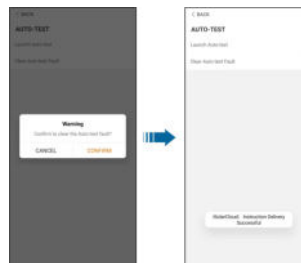 < BACK
AUTO-TEST
Launch Auto-test
Clear Auto-test Fault
Warning
Confirm to clear the Auto-test fault?
CANCEL CONFIRM
< BACK
AUTO-TEST
Launch Auto-test
Clear Auto-test Fault
Instruction Delivery
Successful